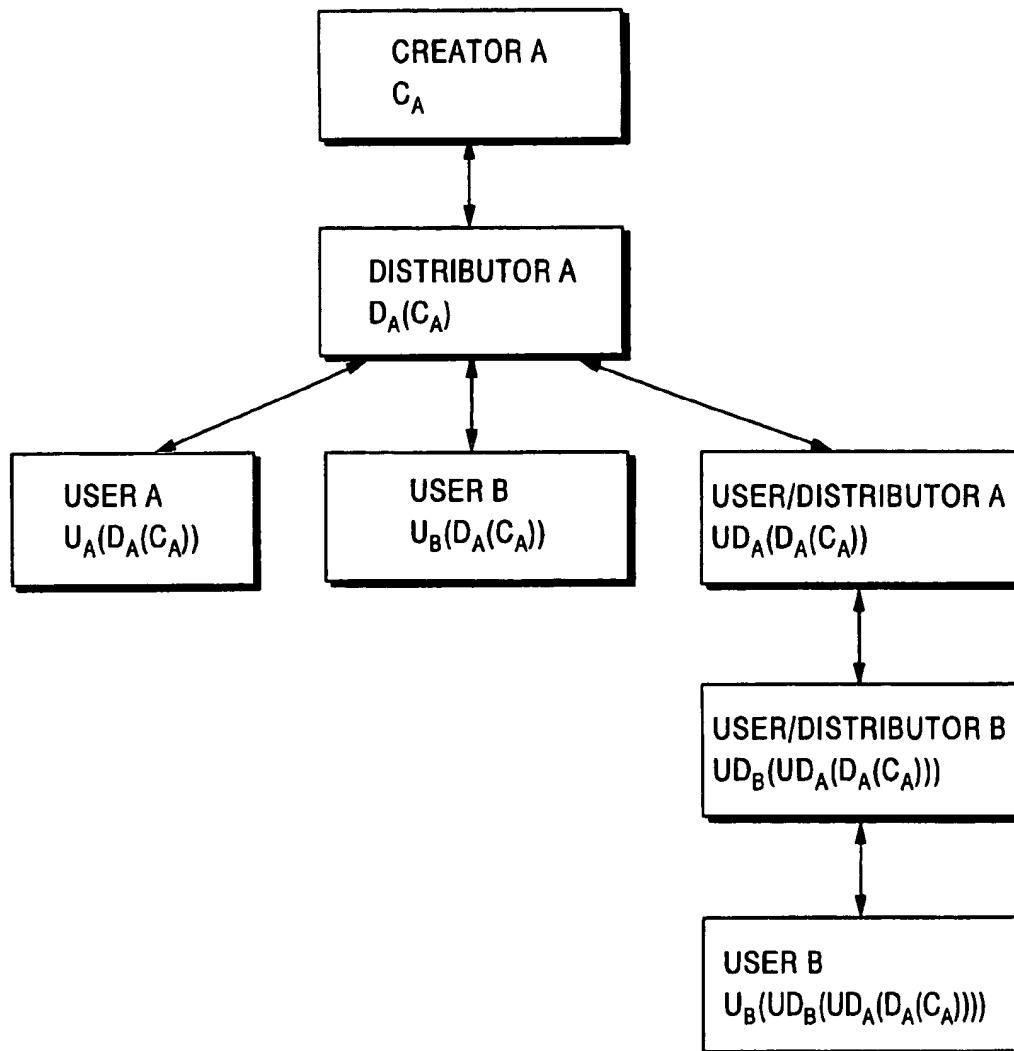 CREATOR A
C_A
DISTRIBUTOR A
D_A(C_A)
USER A
U_A(D_A(C_A))
USER B
U_B(D_A(C_A))
USER/DISTRIBUTOR A
UD_A(D_A(C_A))
USER/DISTRIBUTOR B
UD_B(UD_A(D_A(C_A)))
USER B
U_B(UD_B(UD_A(D_A(C_A))))